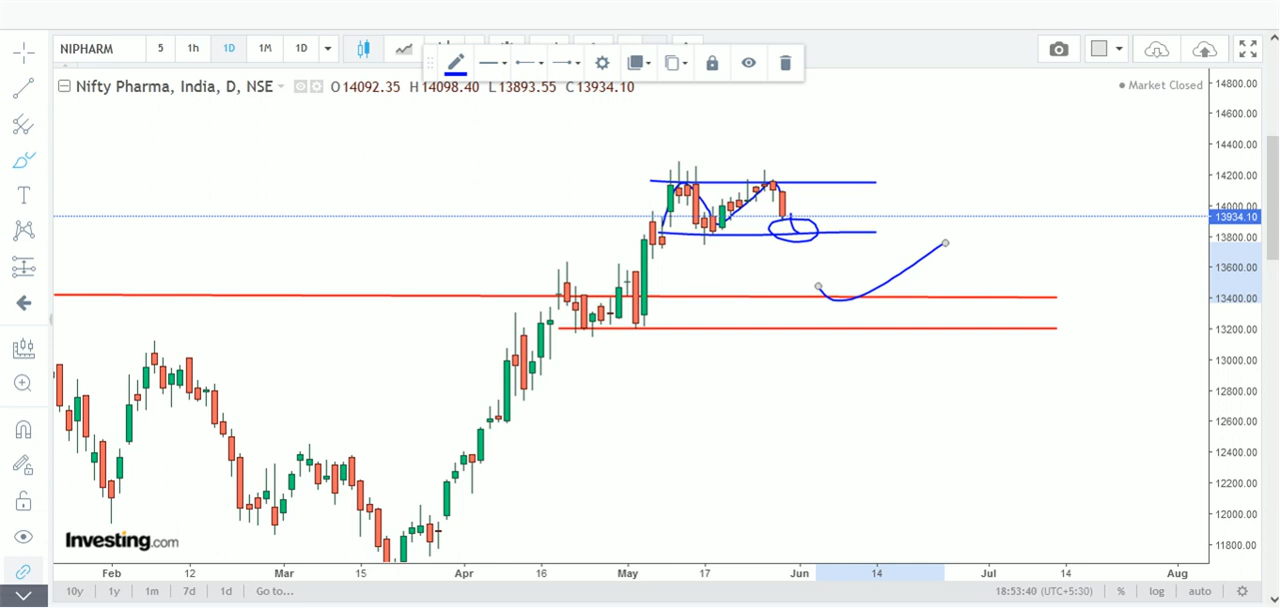 NIPHARM 5 1h 1D 1M 1D
Nifty Pharma, India, D, NSE O14092.35 H14098.40 L13893.55 C13934.10
Market Closed
14800.00
14600.00
14400.00
14200.00
14000.00
13934.10
13800.00
13600.00
13400.00
13200.00
13000.00
12800.00
12600.00
12400.00
12200.00
12000.00
11800.00
Investing.com
Feb 12 Mar 15 Apr 16 May 17 Jun 14 Jul 14 Aug
10y 1y 1m 7d 1d Go to... 18:53:40 (UTC+5:30) % log auto